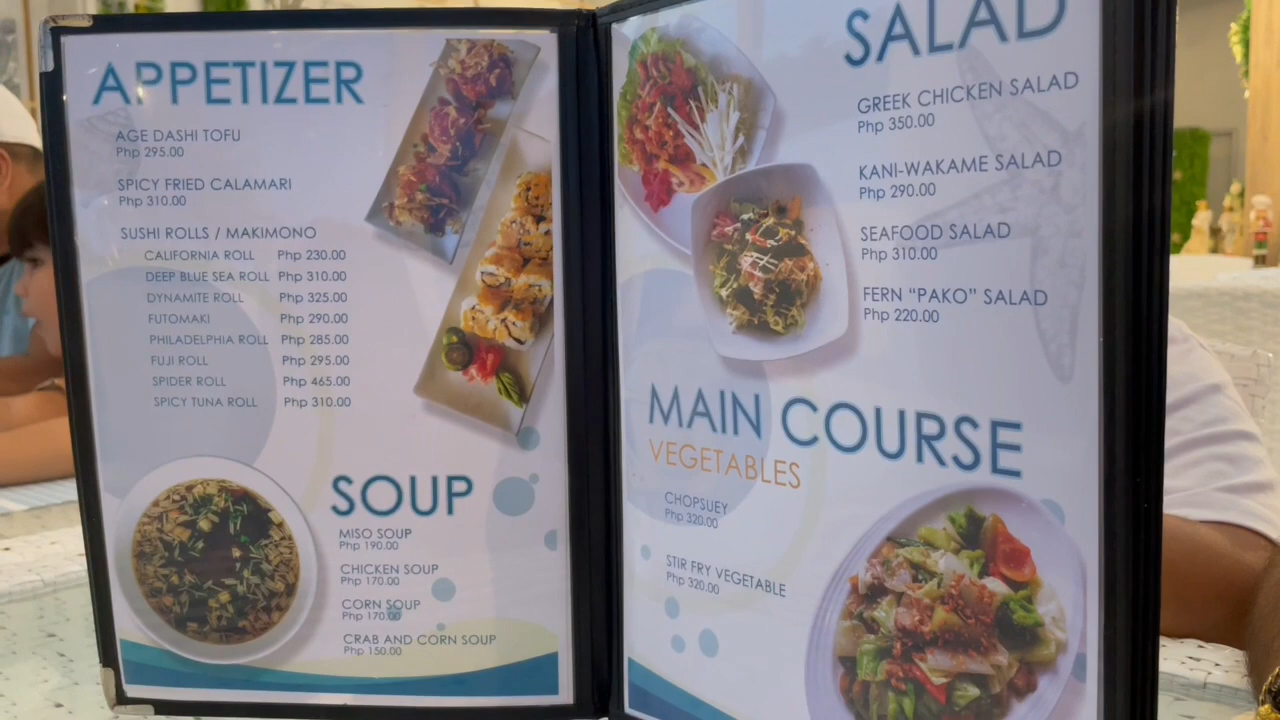 APPETIZER
AGE DASHI TOFU
Php 295.00
SPICY FRIED CALAMARI
Php 310.00
SUSHI ROLLS / MAKIMONO
CALIFORNIA ROLL Php 230.00
DEEP BLUE SEA ROLL Php 310.00
DYNAMITE ROLL Php 325.00
FUTOMAKI Php 290.00
PHILADELPHIA ROLL Php 285.00
FUJI ROLL Php 295.00
SPIDER ROLL Php 465.00
SPICY TUNA ROLL Php 310.00
SOUP
MISO SOUP
Php 190.00
CHICKEN SOUP
Php 170.00
CORN SOUP
Php 170.00
CRAB AND CORN SOUP
Php 150.00
SALAD
GREEK CHICKEN SALAD
Php 350.00
KANI-WAKAME SALAD
Php 290.00
SEAFOOD SALAD
Php 310.00
FERN “PAKO” SALAD
Php 220.00
MAIN COURSE
VEGETABLES
CHOPSUEY
Php 320.00
STIR FRY VEGETABLE
Php 320.00